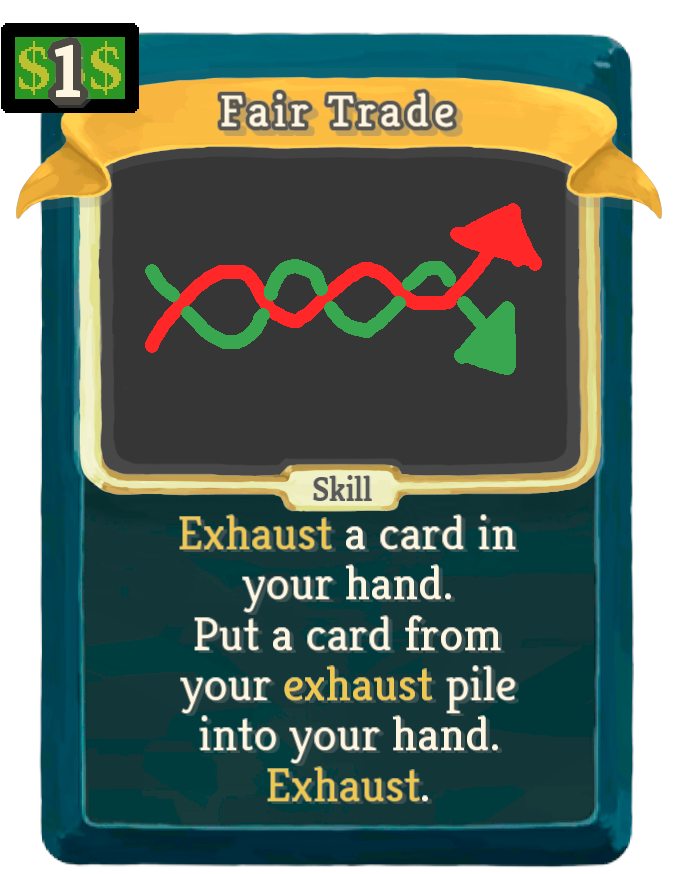 $1$
Fair Trade
Skill
Exhaust a card in
your hand.
Put a card from
your exhaust pile
into your hand.
Exhaust.